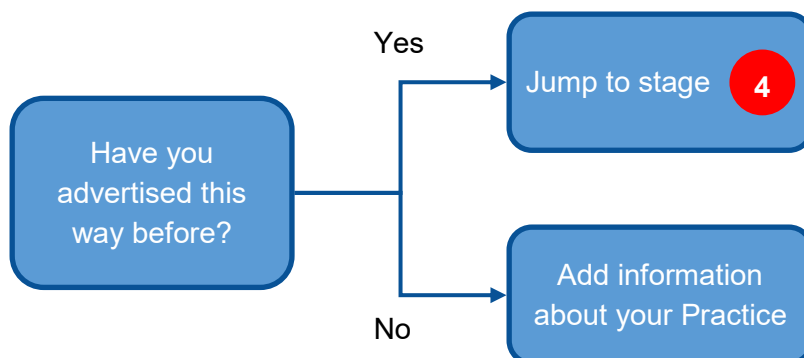 Have you
advertised this
way before?
Yes
Jump to stage 4
No
Add information
about your Practice